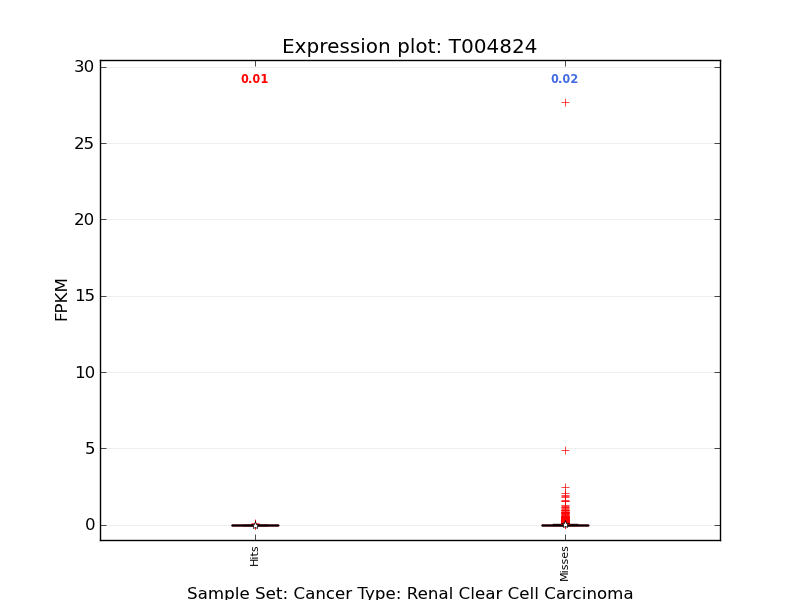 Expression plot: T004824
0.01
0.02
30
25
20
15
10
5
0
FPKM
Hits
Misses
Sample Set: Cancer Type: Renal Clear Cell Carcinoma